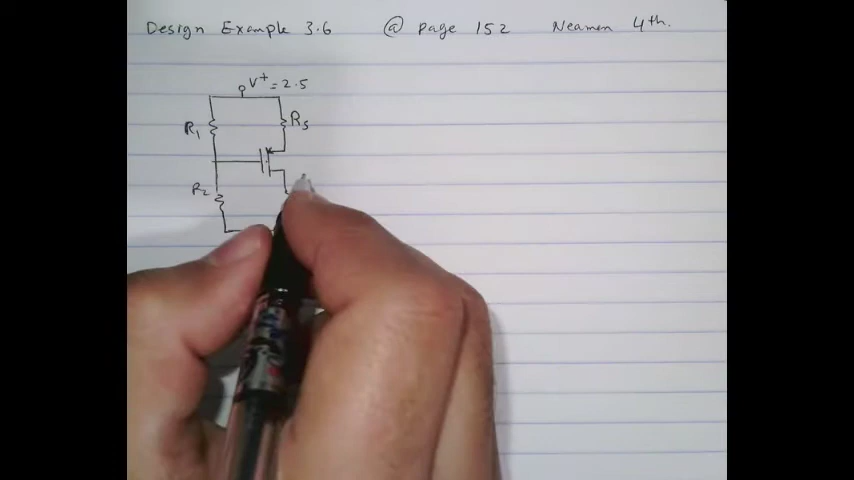 Design Example 3.6 @ page 152 Neamen 4th.
V+ = 2.5
R1 RS
R2